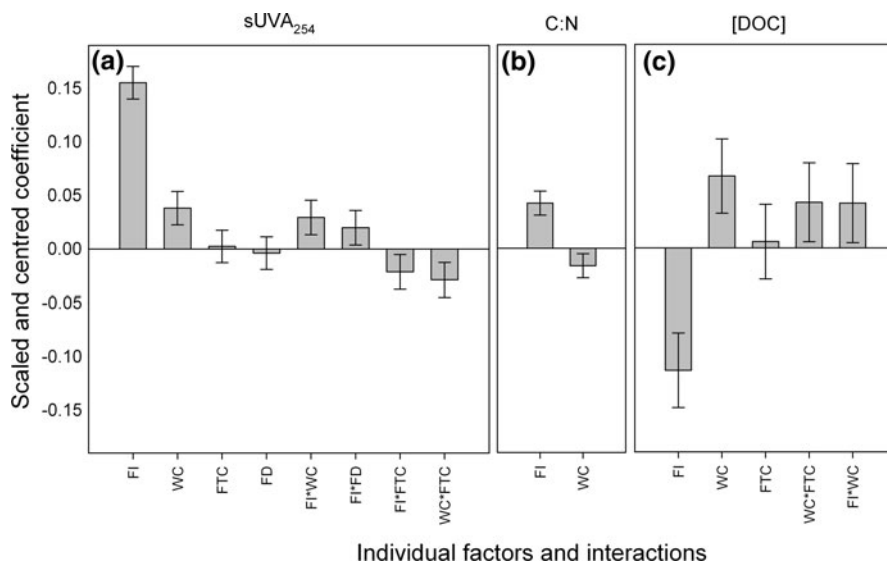 sUVA254
C:N
[DOC]
(a)
(b)
(c)
Scaled and centred coefficient
0.15
0.10
0.05
0.00
-0.05
-0.10
-0.15
FI
WC
FTC
FD
FI*WC
FI*FD
FI*FTC
WC*FTC
FI
WC
FI
WC
FTC
WC*FTC
FI*WC
Individual factors and interactions